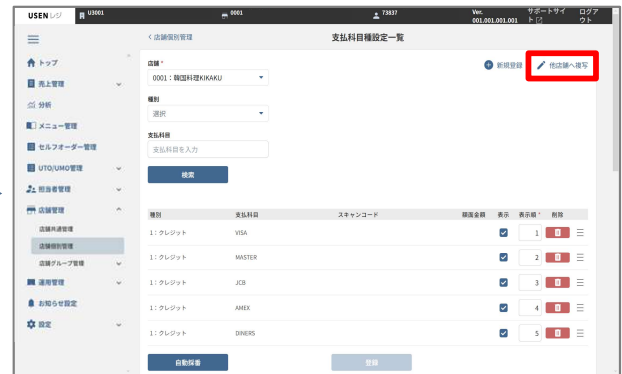 USENレジ U3001 0001 73837 Ver. 001.001.001.001 サポートサイト ログアウト
く 店舗個別管理 支払科目種設定一覧
トップ
売上管理
分析
メニュー管理
セルフオーダー管理
UTO/UMO管理
担当者管理
店舗管理
店舗共通管理
店舗個別管理
店舗グループ管理
運用管理
お知らせ設定
設定
店舗 *
新規登録 他店舗へ複写
0001:韓国料理KIKAKU
種別
選択
支払科目
支払科目を入力
検索
種別 支払科目 スキャンコード 額面金額 表示 表示順 * 削除
1:クレジット VISA 1
1:クレジット MASTER 2
1:クレジット JCB 3
1:クレジット AMEX 4
1:クレジット DINERS 5
自動採番 登録